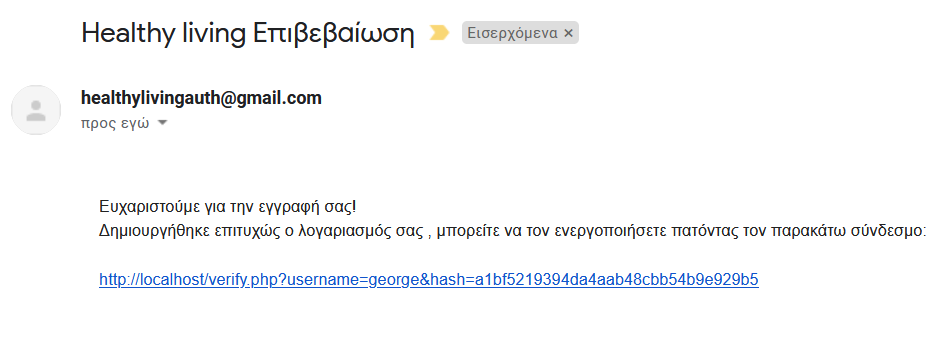 Healthy living Επιβεβαίωση Εισερχόμενα ×
healthylivingauth@gmail.com
προς εγώ
Ευχαριστούμε για την εγγραφή σας!
Δημιουργήθηκε επιτυχώς ο λογαριασμός σας , μπορείτε να τον ενεργοποιήσετε πατόντας τον παρακάτω σύνδεσμο:
http://localhost/verify.php?username=george&hash=a1bf5219394da4aab48cbb54b9e929b5